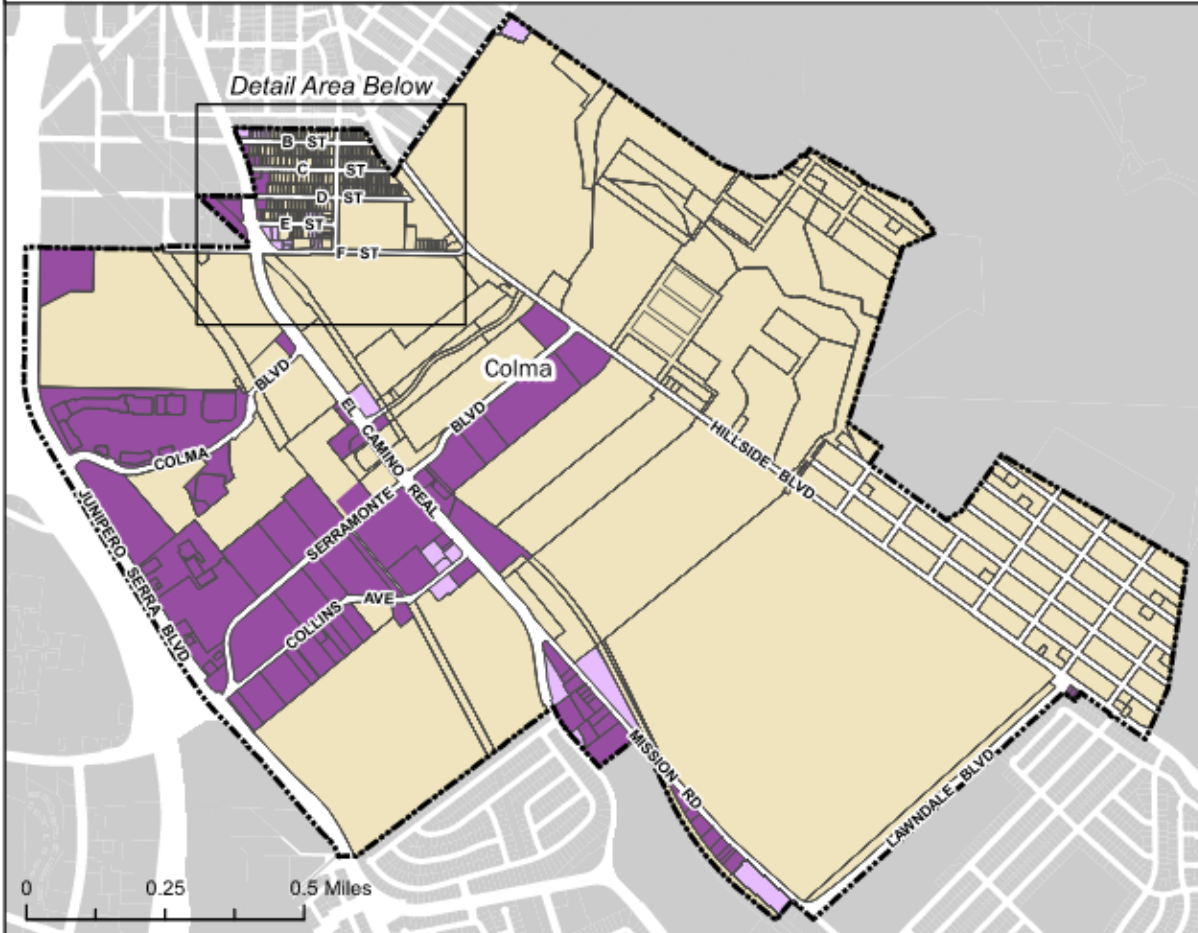 Detail Area Below
B ST
C ST
D ST
E ST
F ST
Colma
COLMA BLVD
EL CAMINO REAL
SERRAMONTE BLVD
HILLSIDE BLVD
JUNIPERO SERRA BLVD
COLLINS AVE
MISSION RD
LAWNDALE BLVD
0 0.25 0.5 Miles